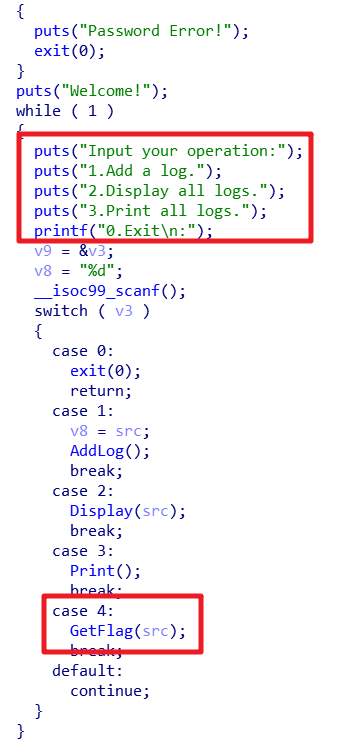 {
puts("Password Error!");
exit(0);
}
puts("Welcome!");
while ( 1 )
{
puts("Input your operation:");
puts("1.Add a log.");
puts("2.Display all logs.");
puts("3.Print all logs.");
printf("0.Exit\n:");
v9 = &v3;
v8 = "%d";
__isoc99_scanf();
switch ( v3 )
{
case 0:
exit(0);
return;
case 1:
v8 = src;
AddLog();
break;
case 2:
Display(src);
break;
case 3:
Print();
break;
case 4:
GetFlag(src);
break;
default:
continue;
}
}